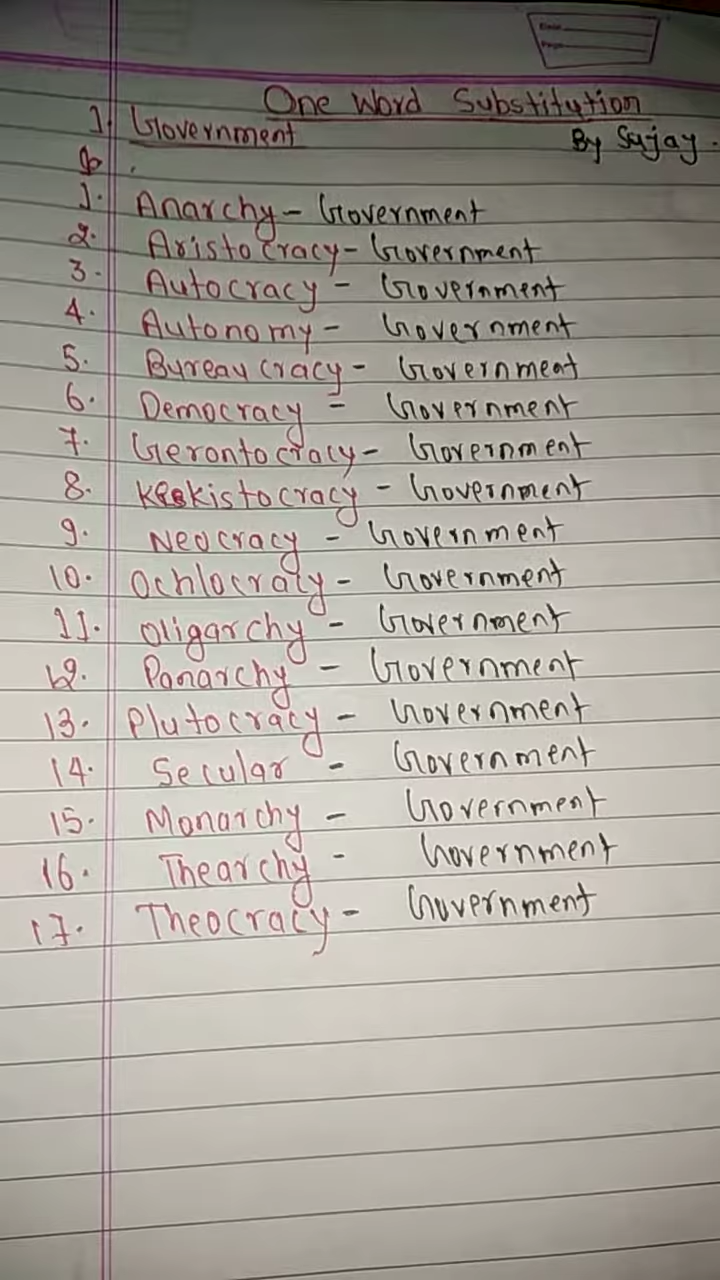 One Word Substitution
1. Government
By Sujay.
1. Anarchy - Government
2. Aristocracy - Government
3. Autocracy - Government
4. Autonomy - Government
5. Bureaucracy - Government
6. Democracy - Government
7. Gerontocracy - Government
8. Kakistocracy - Government
9. Neocracy - Government
10. Ochlocracy - Government
11. Oligarchy - Government
12. Panarchy - Government
13. Plutocracy - Government
14. Secular - Government
15. Monarchy - Government
16. Thearchy - Government
17. Theocracy - Government